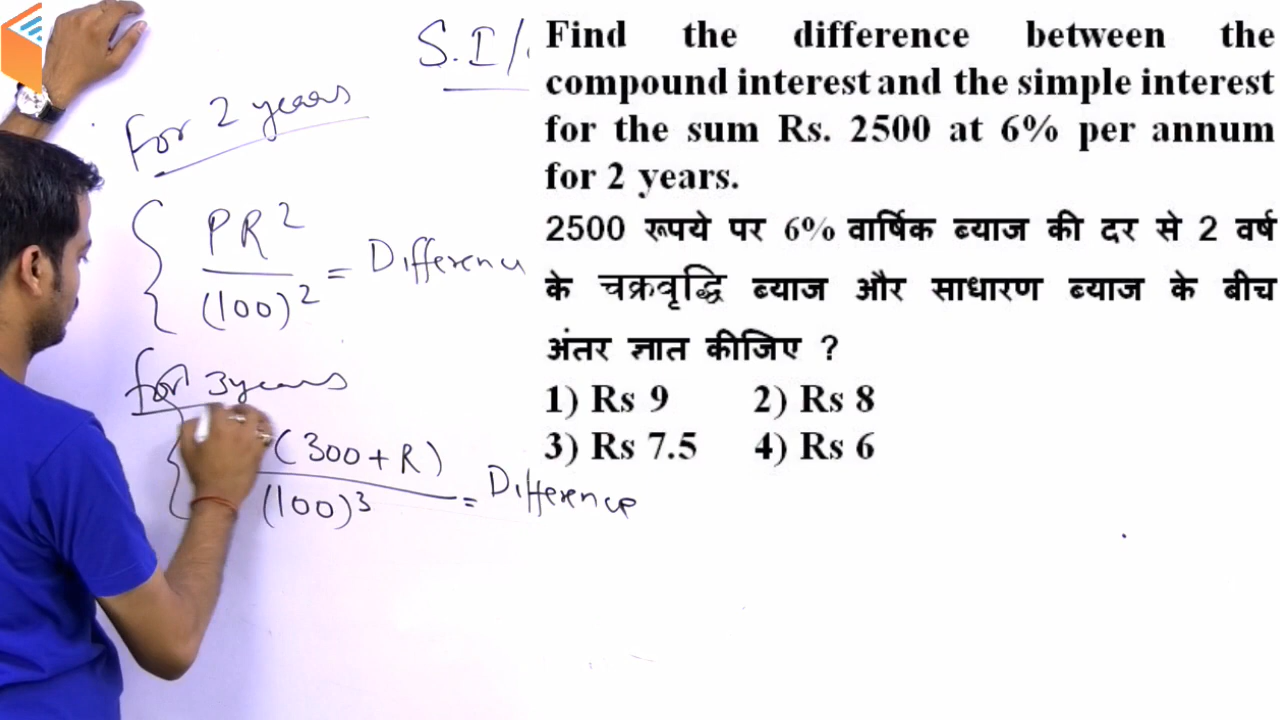 S.I/.
For 2 years
PR²
(100)² = Difference
for 3 years
(300+R)
(100)³ = Difference
Find the difference between the
compound interest and the simple interest
for the sum Rs. 2500 at 6% per annum
for 2 years.
2500 रूपये पर 6% वार्षिक ब्याज की दर से 2 वर्ष
के चक्रवृद्धि ब्याज और साधारण ब्याज के बीच
अंतर ज्ञात कीजिए ?
1) Rs 9 2) Rs 8
3) Rs 7.5 4) Rs 6